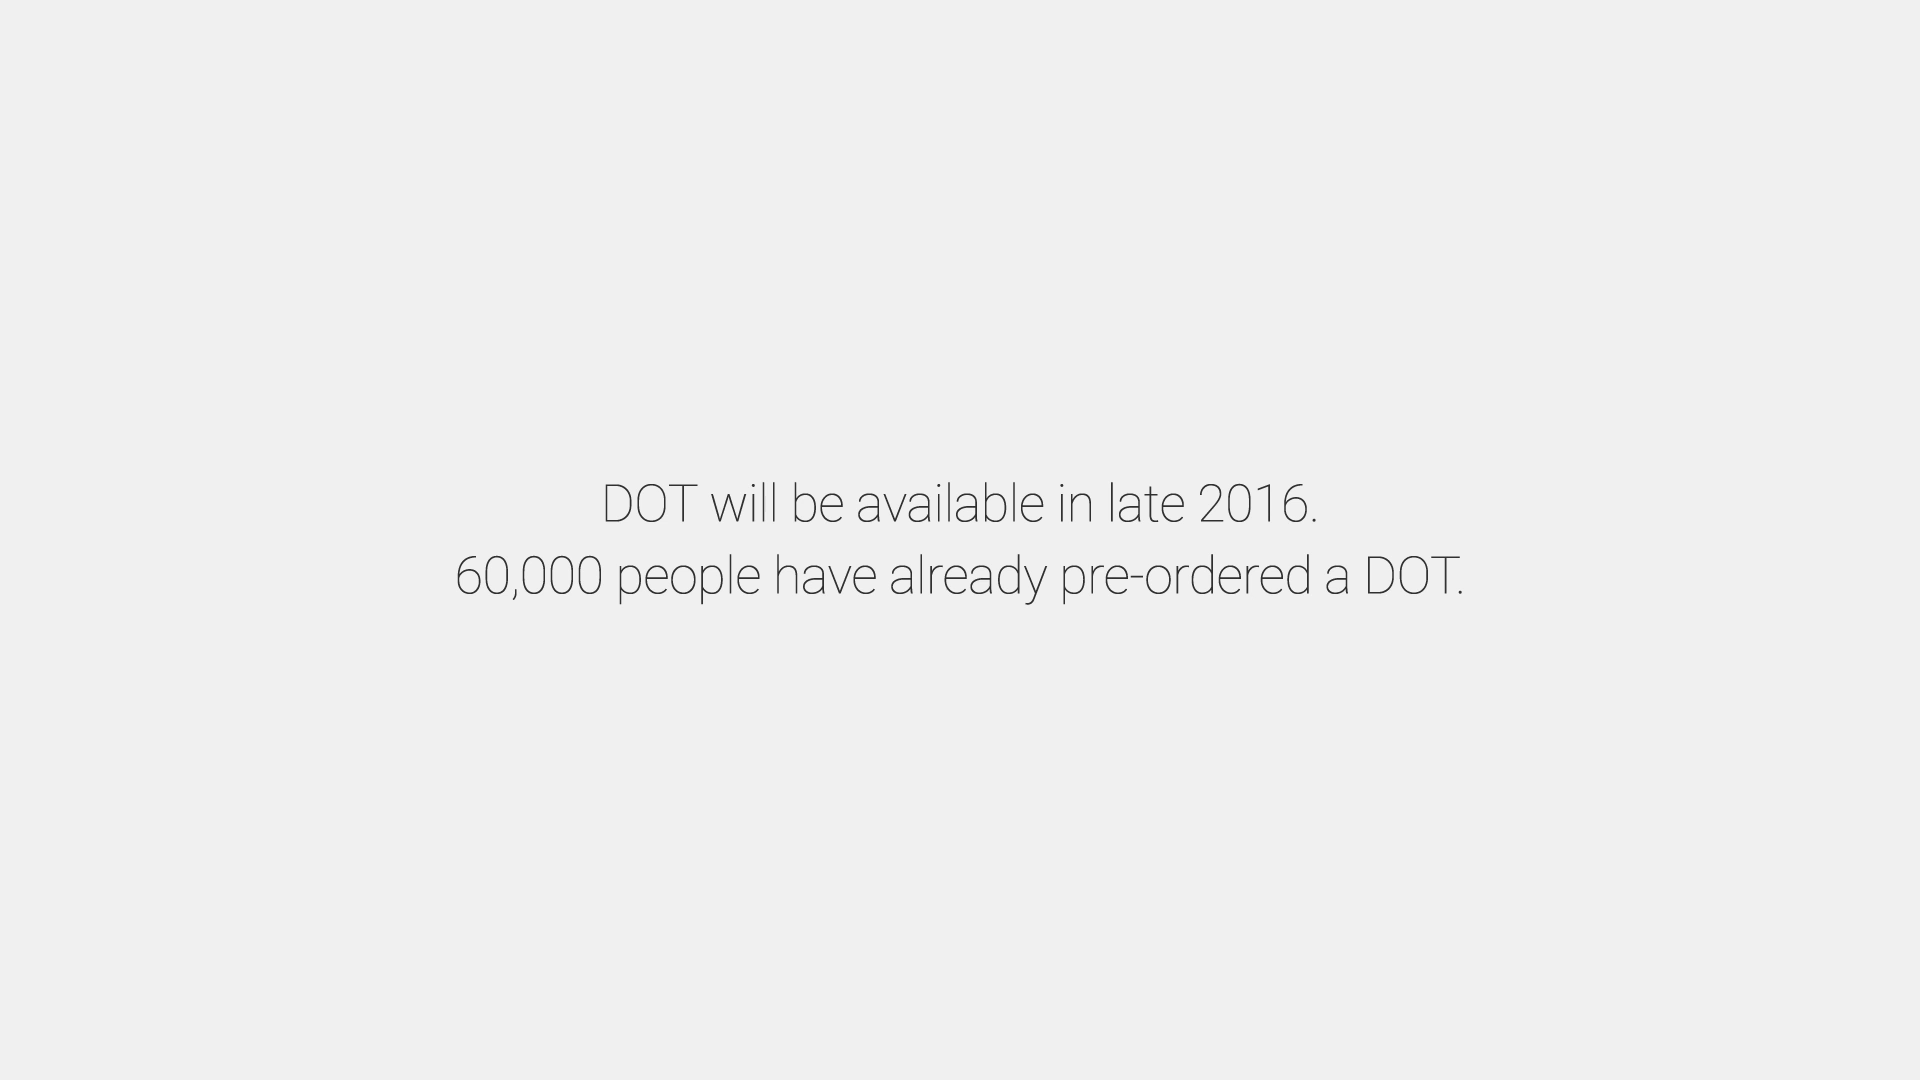 DOT will be available in late 2016.
60,000 people have already pre-ordered a DOT.